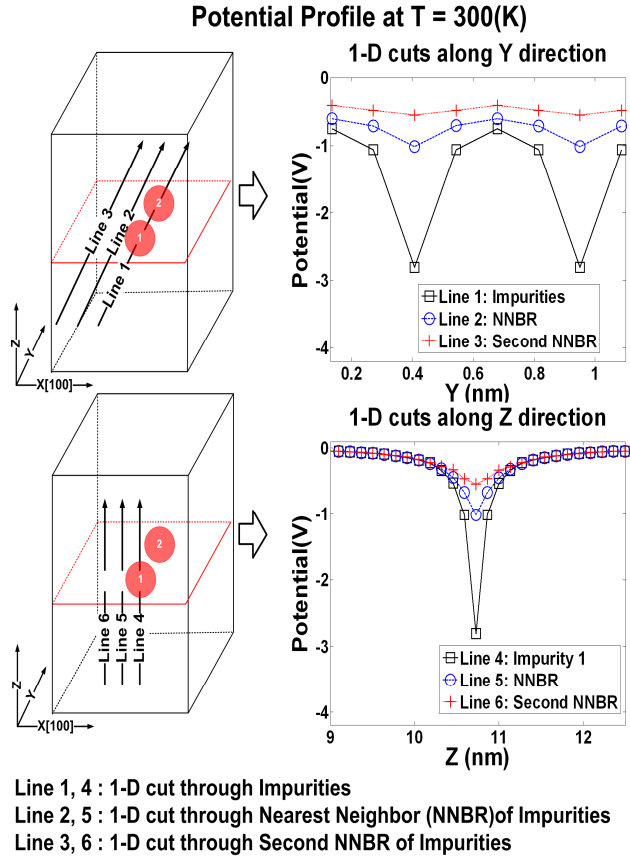 Potential Profile at T = 300(K)
1-D cuts along Y direction
Line 3
Line 2
Line 1
1
2
Z
Y
X[100]
Potential(V)
0
-1
-2
-3
-4
Line 1: Impurities
Line 2: NNBR
Line 3: Second NNBR
0.2
0.4
0.6
0.8
1
Y (nm)
1-D cuts along Z direction
Line 6
Line 5
Line 4
1
2
Z
Y
X[100]
Potential(V)
0
-1
-2
-3
-4
Line 4: Impurity 1
Line 5: NNBR
Line 6: Second NNBR
9
10
11
12
Z (nm)
Line 1, 4 : 1-D cut through Impurities
Line 2, 5 : 1-D cut through Nearest Neighbor (NNBR)of Impurities
Line 3, 6 : 1-D cut through Second NNBR of Impurities